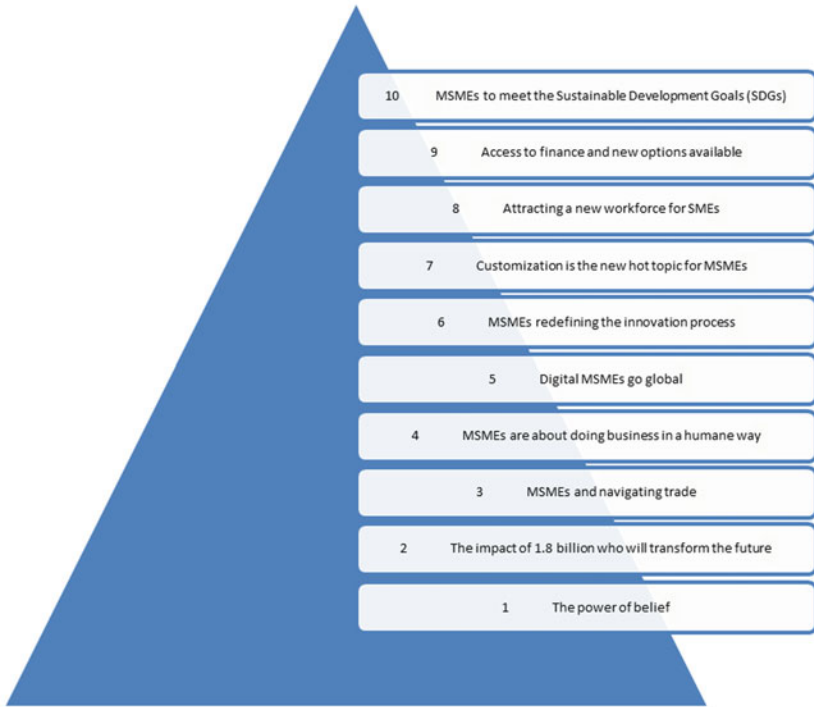 10 MSMEs to meet the Sustainable Development Goals (SDGs)
9 Access to finance and new options available
8 Attracting a new workforce for SMEs
7 Customization is the new hot topic for MSMEs
6 MSMEs redefining the innovation process
5 Digital MSMEs go global
4 MSMEs are about doing business in a humane way
3 MSMEs and navigating trade
2 The impact of 1.8 billion who will transform the future
1 The power of belief